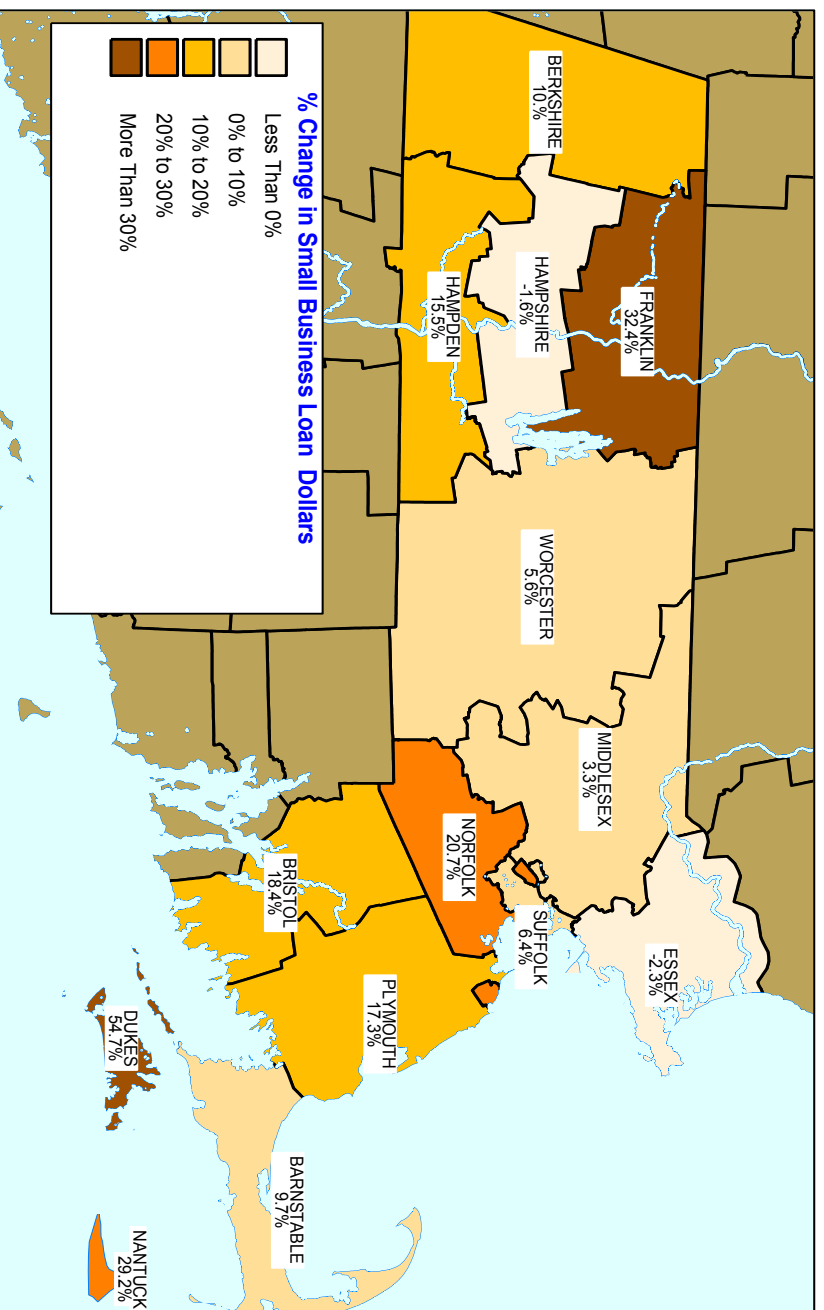 BERKSHIRE
10.%
FRANKLIN
32.4%
HAMPSHIRE
-1.6%
HAMPDEN
15.5%
WORCESTER
5.6%
MIDDLESEX
3.3%
ESSEX
-2.3%
SUFFOLK
6.4%
NORFOLK
20.7%
BRISTOL
18.4%
PLYMOUTH
17.3%
BARNSTABLE
9.7%
DUKES
54.7%
NANTUCK
29.2%
% Change in Small Business Loan Dollars
Less Than 0%
0% to 10%
10% to 20%
20% to 30%
More Than 30%